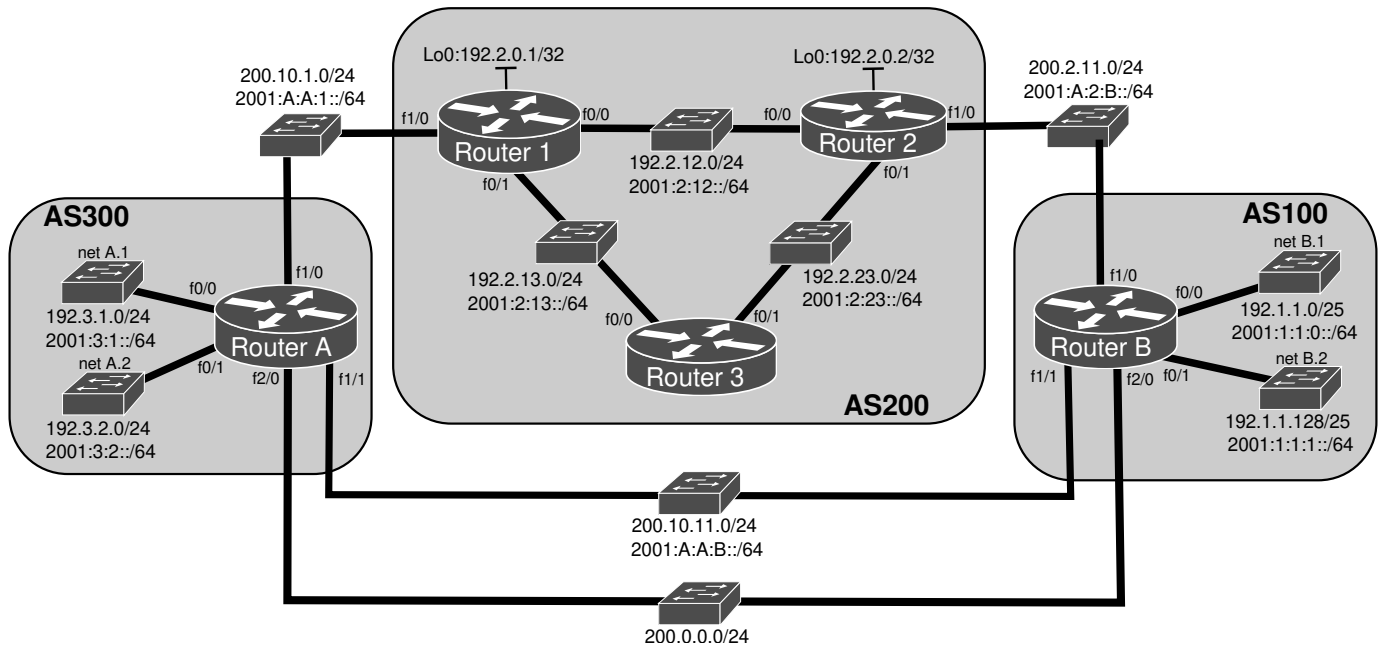 Lo0:192.2.0.1/32
Lo0:192.2.0.2/32
200.10.1.0/24
2001:A:A:1::/64
200.2.11.0/24
2001:A:2:B::/64
f1/0
Router 1
f0/0
f0/1
192.2.12.0/24
2001:2:12::/64
f0/0
Router 2
f1/0
f0/1
AS300
net A.1
192.3.1.0/24
2001:3:1::/64
net A.2
192.3.2.0/24
2001:3:2::/64
f1/0
f0/0
Router A
f0/1
f2/0
f1/1
192.2.13.0/24
2001:2:13::/64
192.2.23.0/24
2001:2:23::/64
f0/0
f0/1
Router 3
AS200
AS100
net B.1
192.1.1.0/25
2001:1:1:0::/64
net B.2
192.1.1.128/25
2001:1:1:1::/64
f1/0
f0/0
Router B
f0/1
f1/1
f2/0
200.10.11.0/24
2001:A:A:B::/64
200.0.0.0/24